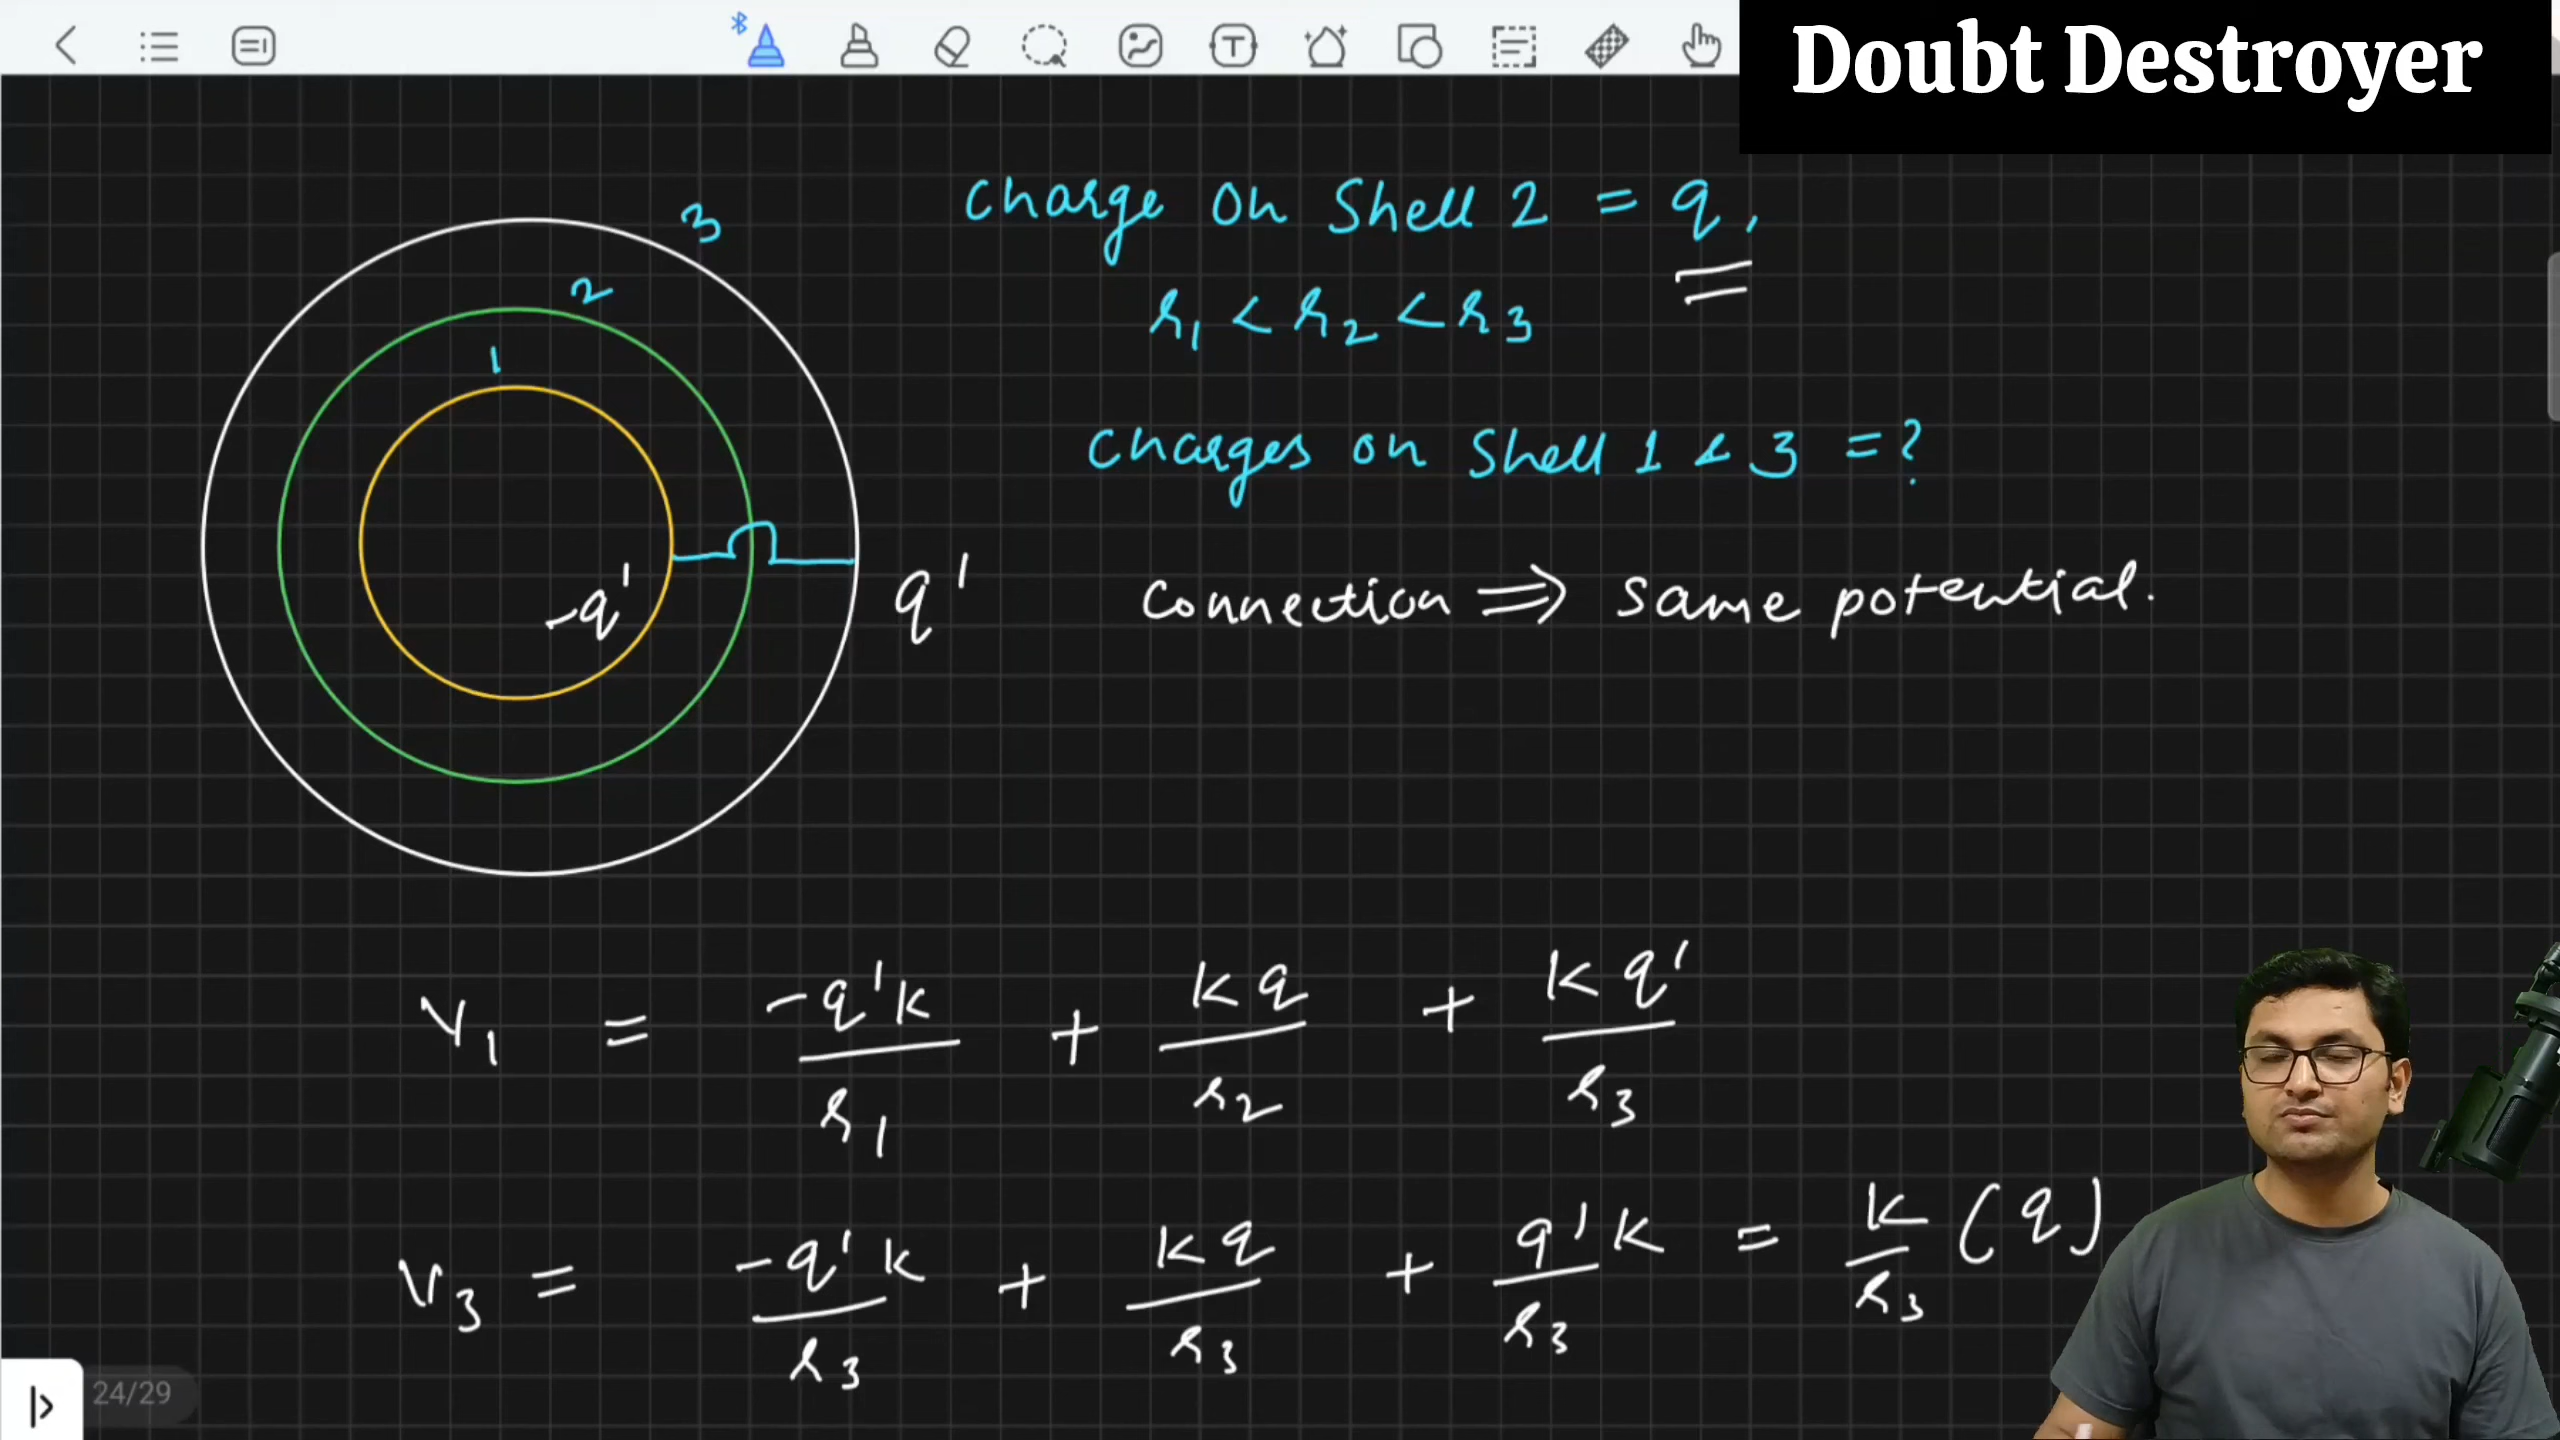 Doubt Destroyer
Charge on Shell 2 = q,
r₁ < r₂ < r₃
Charges on Shell 1 & 3 = ?
Connection ⇒ same potential.
3
2
1
-q'
q'
V₁ = -q'k/r₁ + kq/r₂ + kq'/r₃
V₃ = -q'k/r₃ + kq/r₃ + q'k/r₃ = k/r₃ (q)
24/29